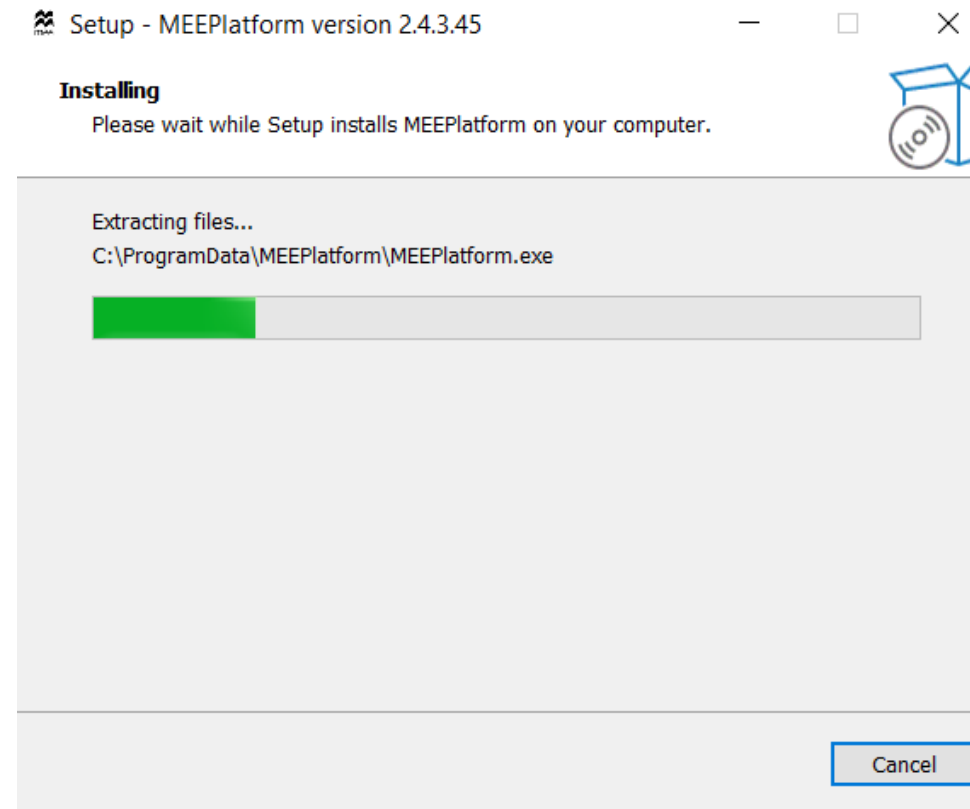 Setup - MEEPlatform version 2.4.3.45
Installing
Please wait while Setup installs MEEPlatform on your computer.
Extracting files...
C:\ProgramData\MEEPlatform\MEEPlatform.exe
Cancel